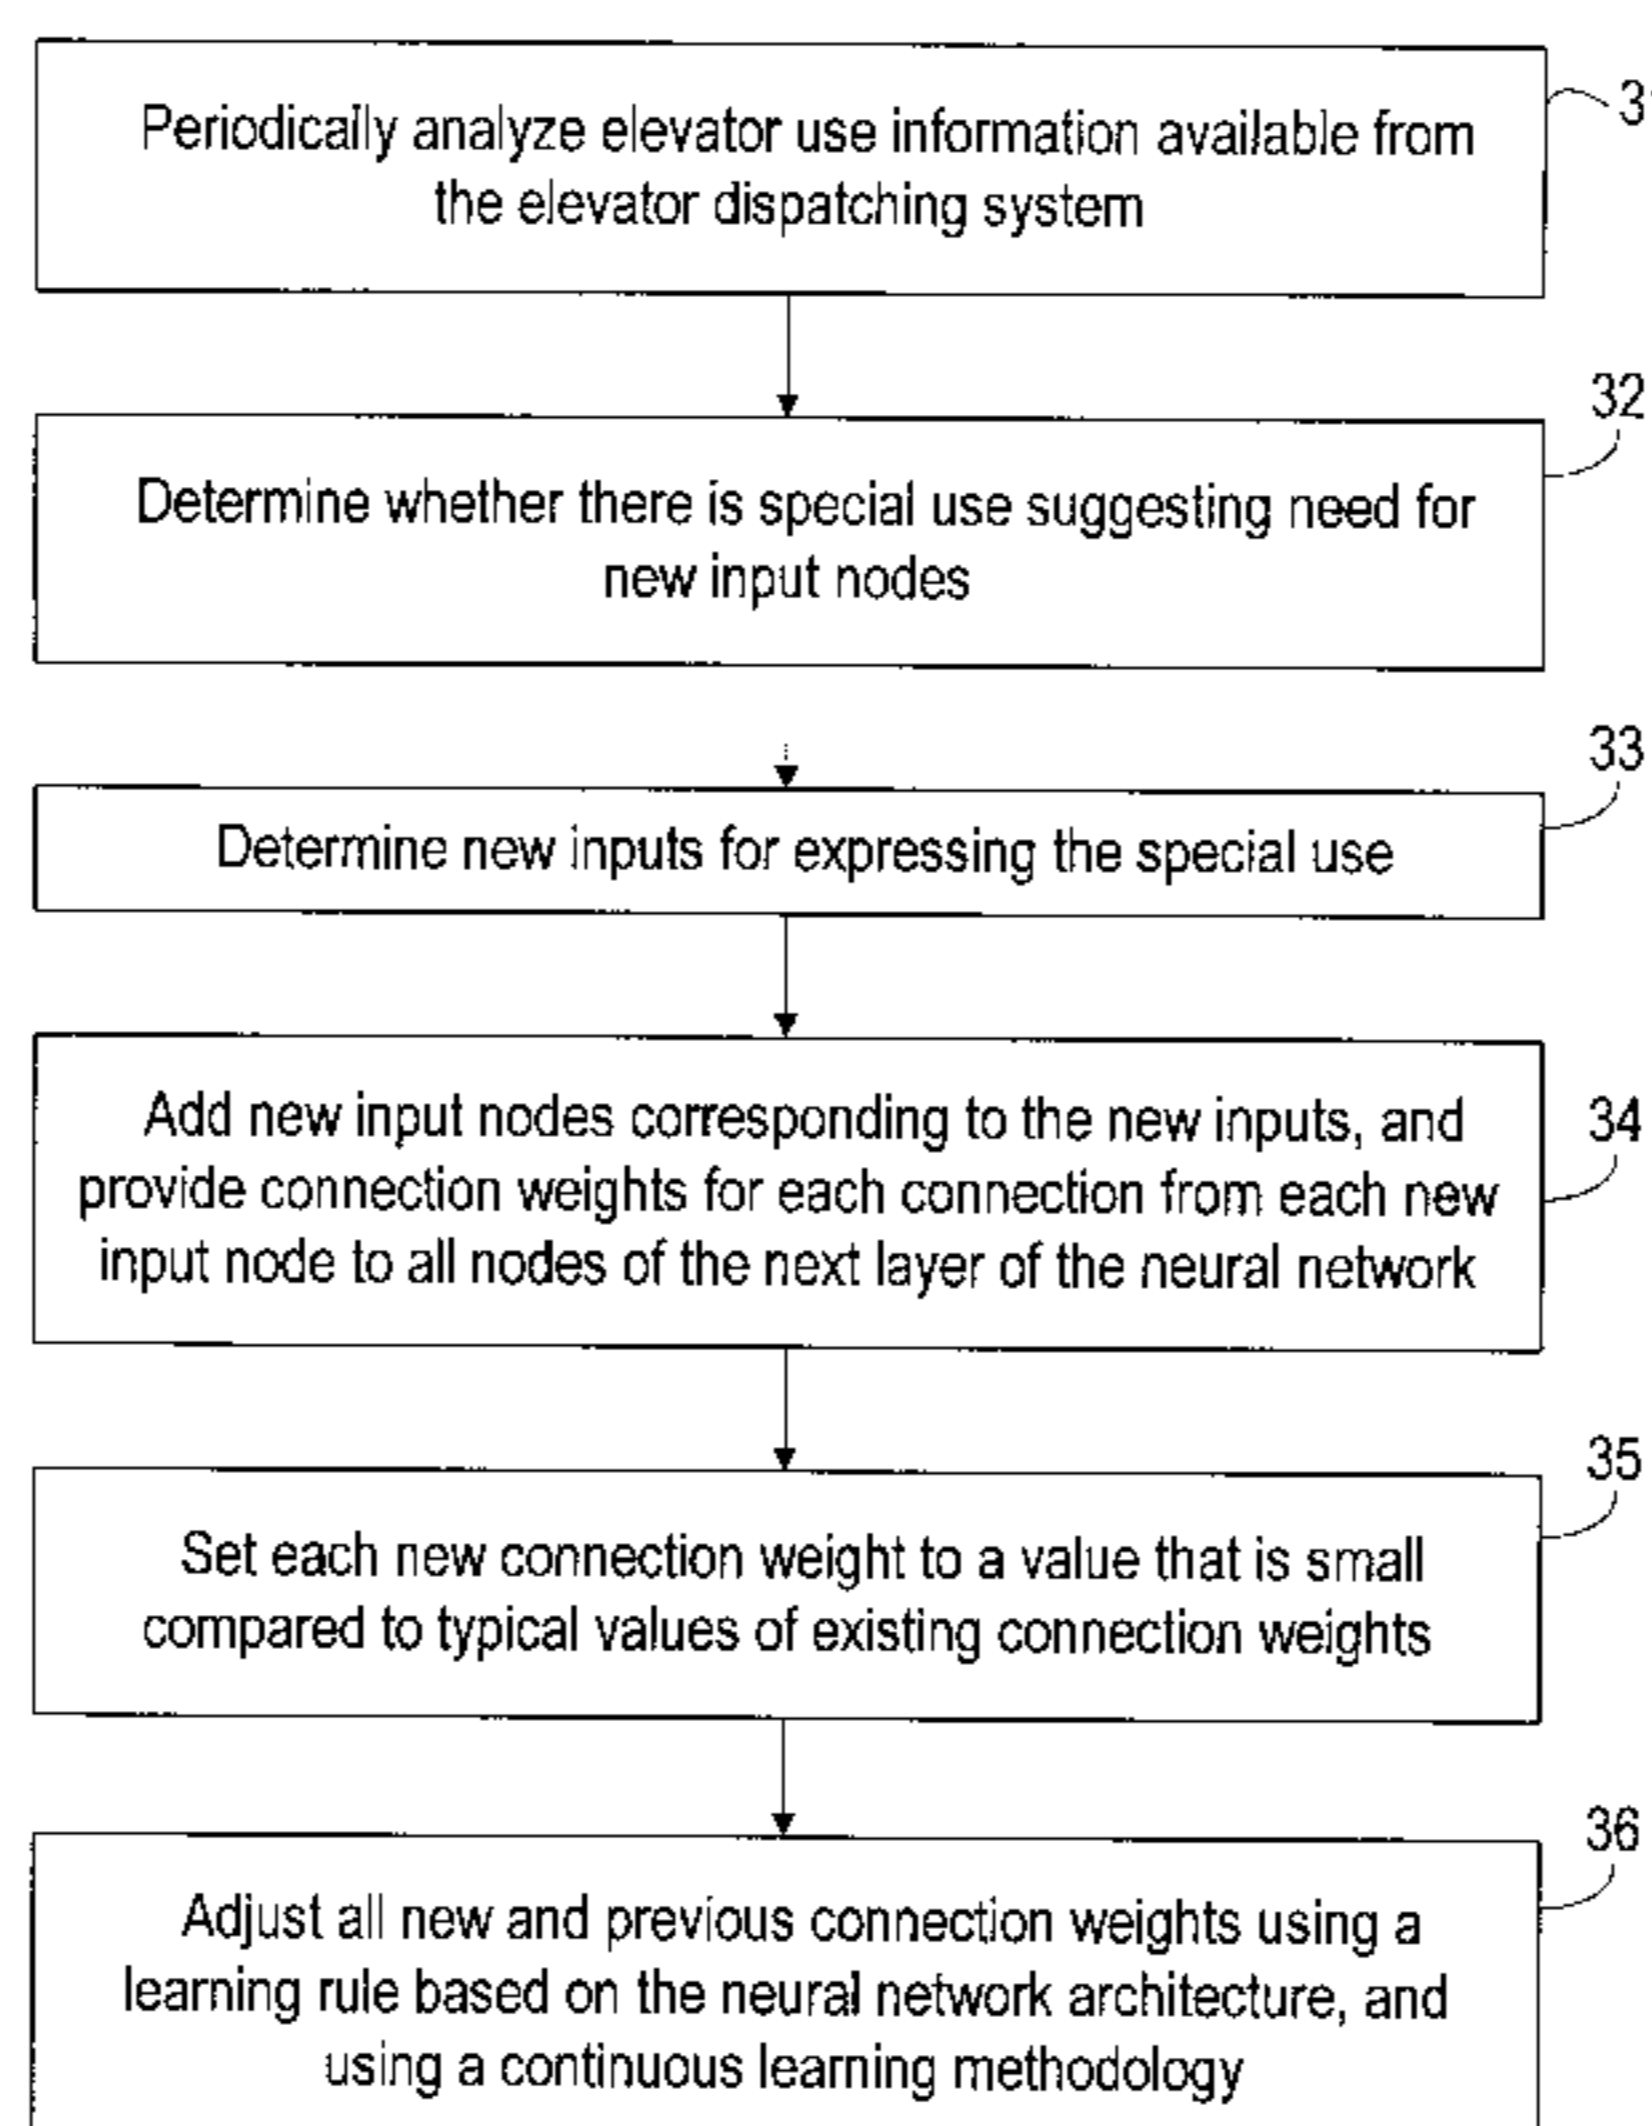 Periodically analyze elevator use information available from
the elevator dispatching system
32
Determine whether there is special use suggesting need for
new input nodes
33
Determine new inputs for expressing the special use
34
Add new input nodes corresponding to the new inputs, and
provide connection weights for each connection from each new
input node to all nodes of the next layer of the neural network
35
Set each new connection weight to a value that is small
compared to typical values of existing connection weights
36
Adjust all new and previous connection weights using a
learning rule based on the neural network architecture, and
using a continuous learning methodology